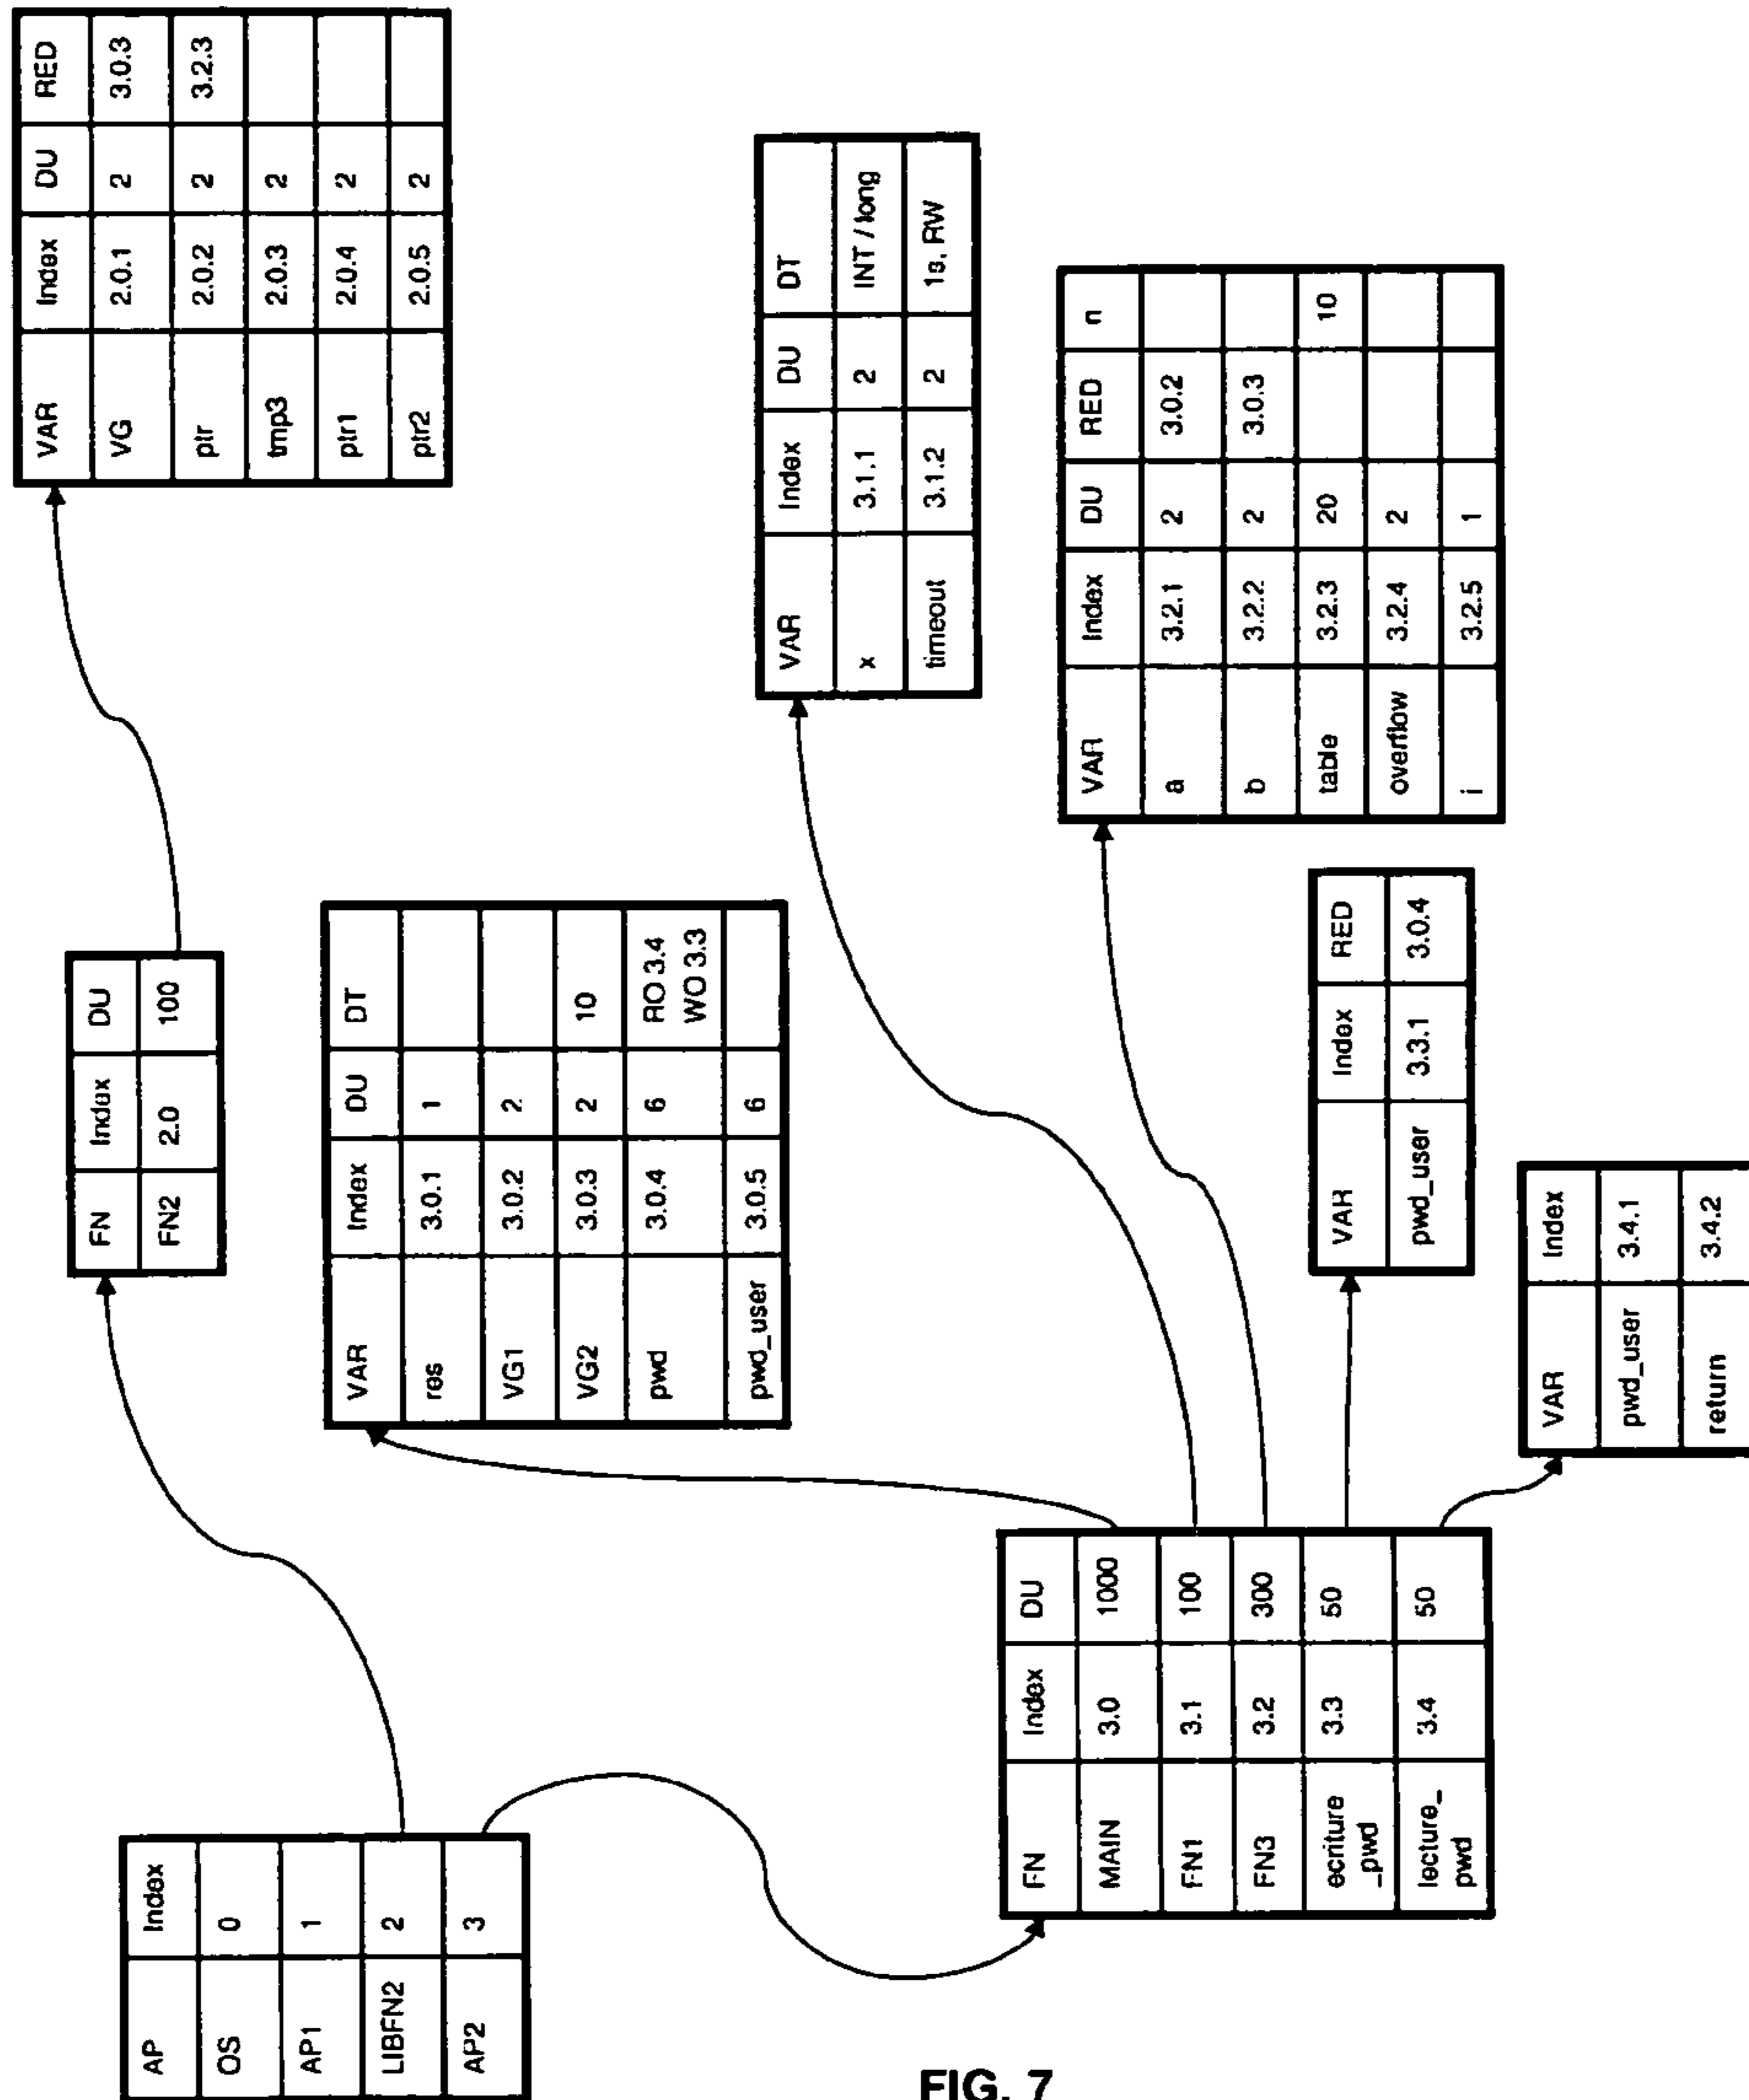 AP Index
OS 0
AP1 1
LIBFN2 2
AP2 3
FN Index DU
FN2 2.0 100
VAR Index DU RED
VG 2.0.1 2 3.0.3
ptr 2.0.2 2 3.2.3
tmp3 2.0.3 2
ptr1 2.0.4 2
ptr2 2.0.5 2
VAR Index DU DT
res 3.0.1 1
VG1 3.0.2 2
VG2 3.0.3 2 10
pwd 3.0.4 6 RO 3.4
WO 3.3
pwd_user 3.0.5 6
VAR Index DU DT
x 3.1.1 2 INT / long
timeout 3.1.2 2 1s, RW
FN Index DU
MAIN 3.0 1000
FN1 3.1 100
FN3 3.2 300
ecriture
_pwd 3.3 50
lecture_
pwd 3.4 50
VAR Index DU RED n
a 3.2.1 2 3.0.2
b 3.2.2 2 3.0.3
table 3.2.3 20 10
overflow 3.2.4 2
i 3.2.5 1
VAR Index RED
pwd_user 3.3.1 3.0.4
VAR Index
pwd_user 3.4.1
return 3.4.2
FIG. 7